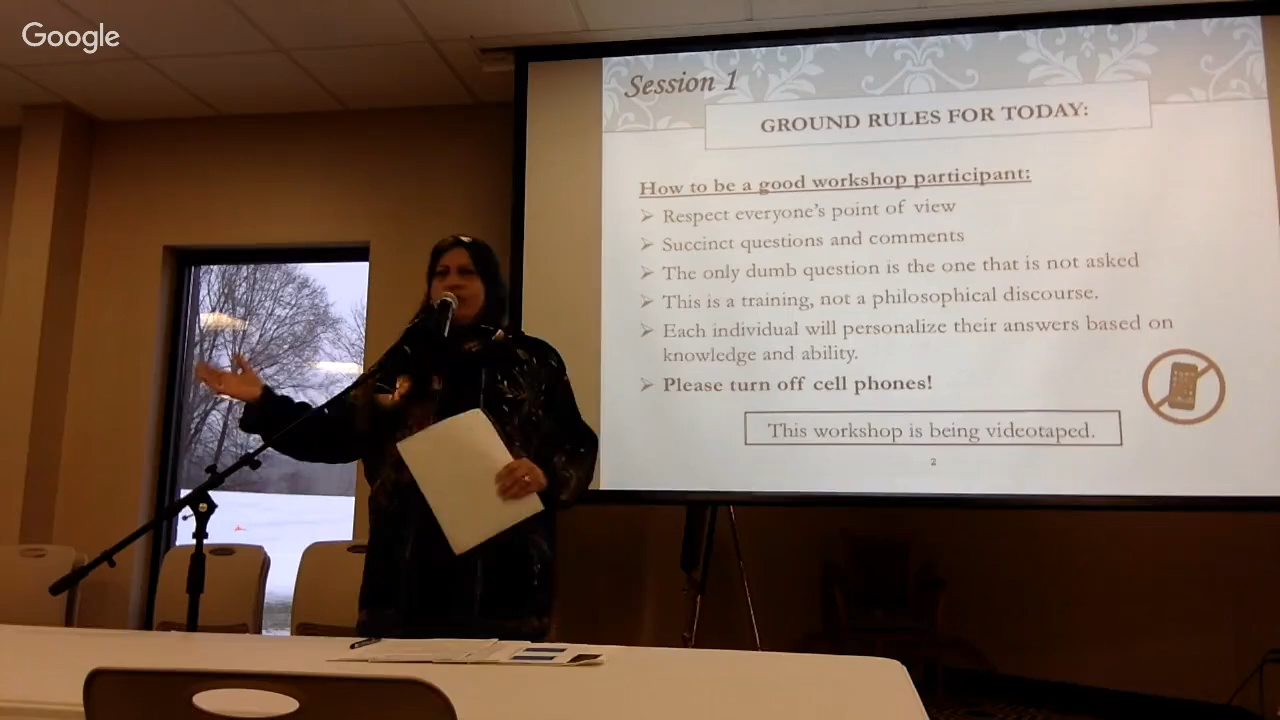 Google
Session 1
GROUND RULES FOR TODAY:
How to be a good workshop participant:
➢ Respect everyone's point of view
➢ Succinct questions and comments
➢ The only dumb question is the one that is not asked
➢ This is a training, not a philosophical discourse.
➢ Each individual will personalize their answers based on
knowledge and ability.
➢ Please turn off cell phones!
This workshop is being videotaped.
2